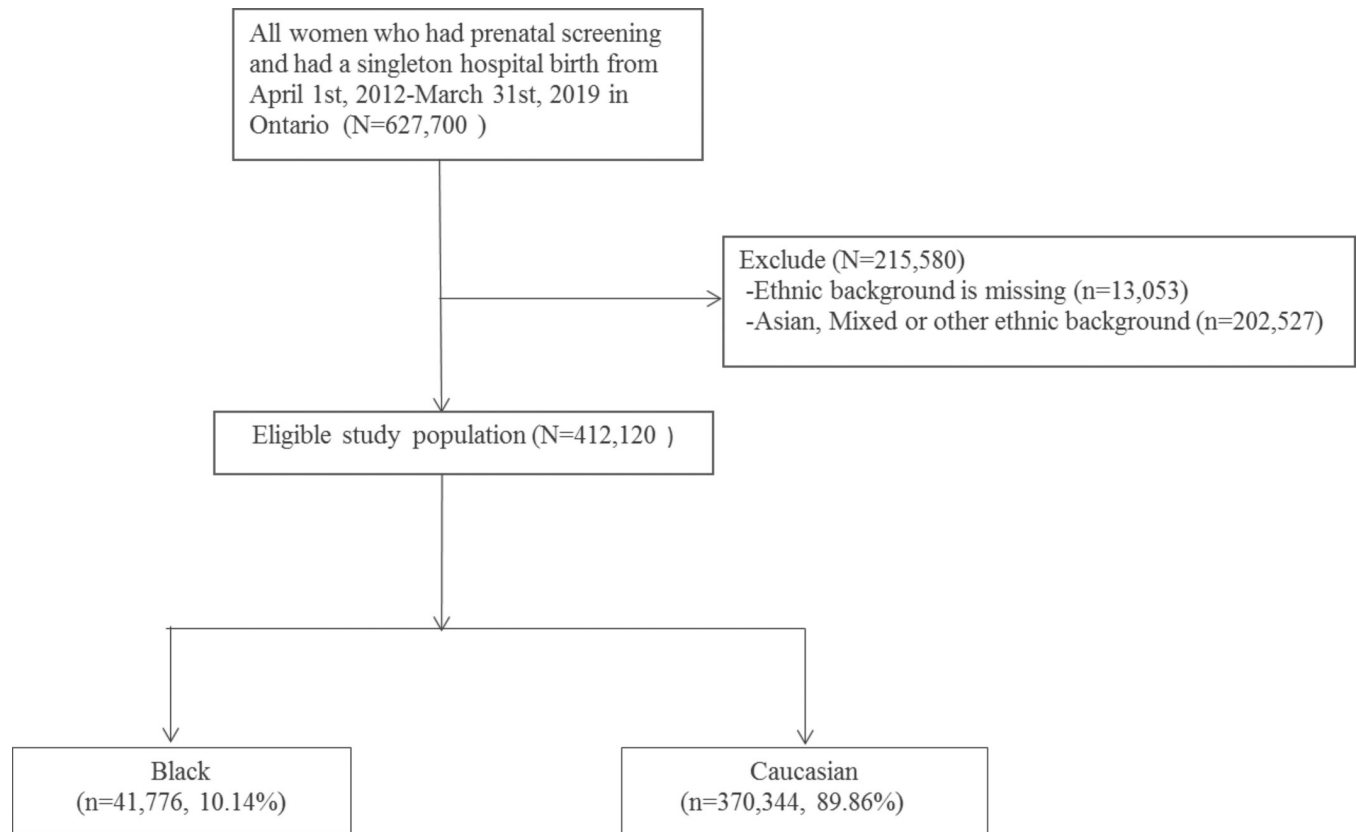 All women who had prenatal screening
and had a singleton hospital birth from
April 1st, 2012-March 31st, 2019 in
Ontario (N=627,700 )
Exclude (N=215,580)
-Ethnic background is missing (n=13,053)
-Asian, Mixed or other ethnic background (n=202,527)
Eligible study population (N=412,120 )
Black
(n=41,776, 10.14%)
Caucasian
(n=370,344, 89.86%)